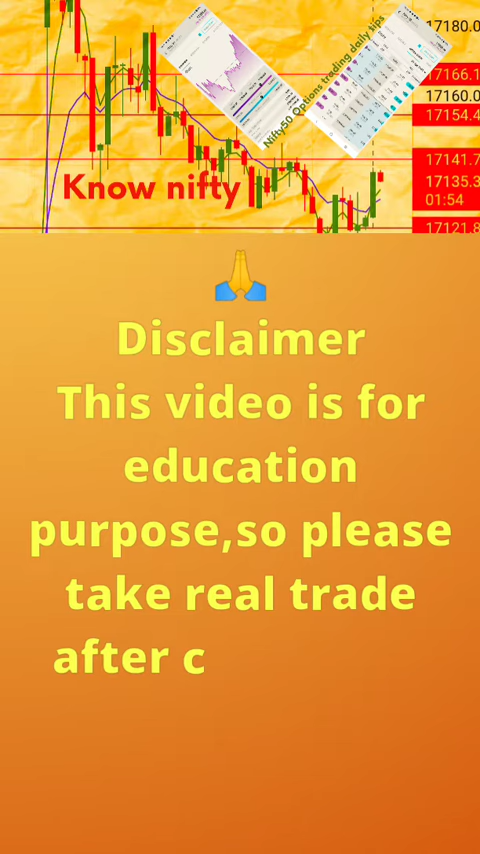 17180.0
17166.1
17160.0
17154.4
Nifty50 Options trading daily tips
17141.7
Know nifty
17135.3
01:54
17121.8
Disclaimer
This video is for
education
purpose,so please
take real trade
after c